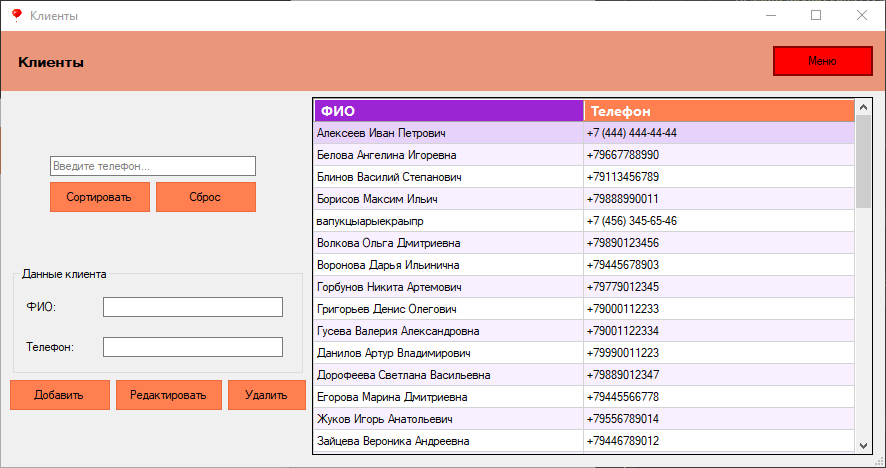 Клиенты
Клиенты
Меню
Введите телефон...
Сортировать Сброс
Данные клиента
ФИО:
Телефон:
Добавить Редактировать Удалить
ФИО Телефон
Алексеев Иван Петрович +7 (444) 444-44-44
Белова Ангелина Игоревна +79667788990
Блинов Василий Степанович +79113456789
Борисов Максим Ильич +79888990011
вапукцыарыекраыпр +7 (456) 345-65-46
Волкова Ольга Дмитриевна +79890123456
Воронова Дарья Ильинична +79445678903
Горбунов Никита Артемович +79779012345
Григорьев Денис Олегович +79000112233
Гусева Валерия Александровна +79001122334
Данилов Артур Владимирович +79990011223
Дорофеева Светлана Васильевна +79889012347
Егорова Марина Дмитриевна +79445566778
Жуков Игорь Анатольевич +79556789014
Зайцева Вероника Андреевна +79446789012